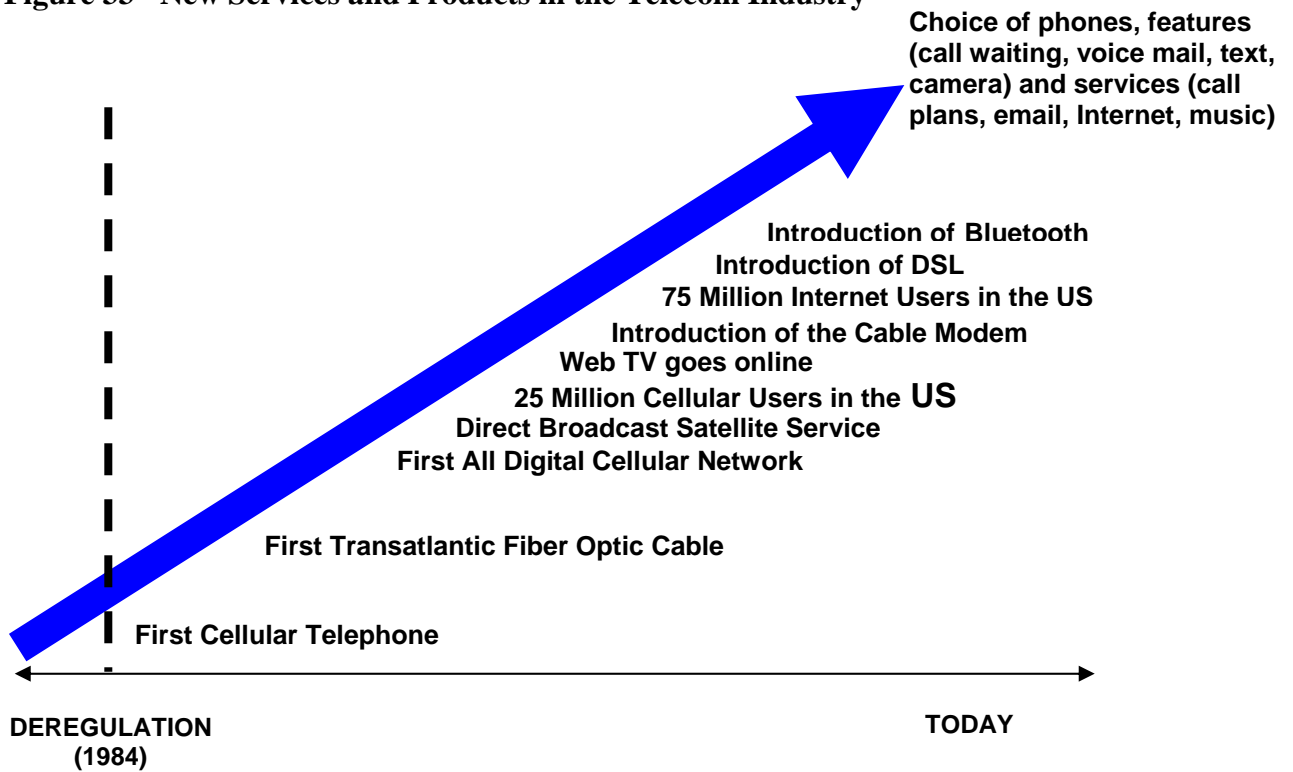 Figure New Services and Products in the Telecom Industry
Choice of phones, features
(call waiting, voice mail, text,
camera) and services (call
plans, email, Internet, music)
Introduction of Bluetooth
Introduction of DSL
75 Million Internet Users in the US
Introduction of the Cable Modem
Web TV goes online
25 Million Cellular Users in the US
Direct Broadcast Satellite Service
First All Digital Cellular Network
First Transatlantic Fiber Optic Cable
First Cellular Telephone
DEREGULATION
(1984)
TODAY